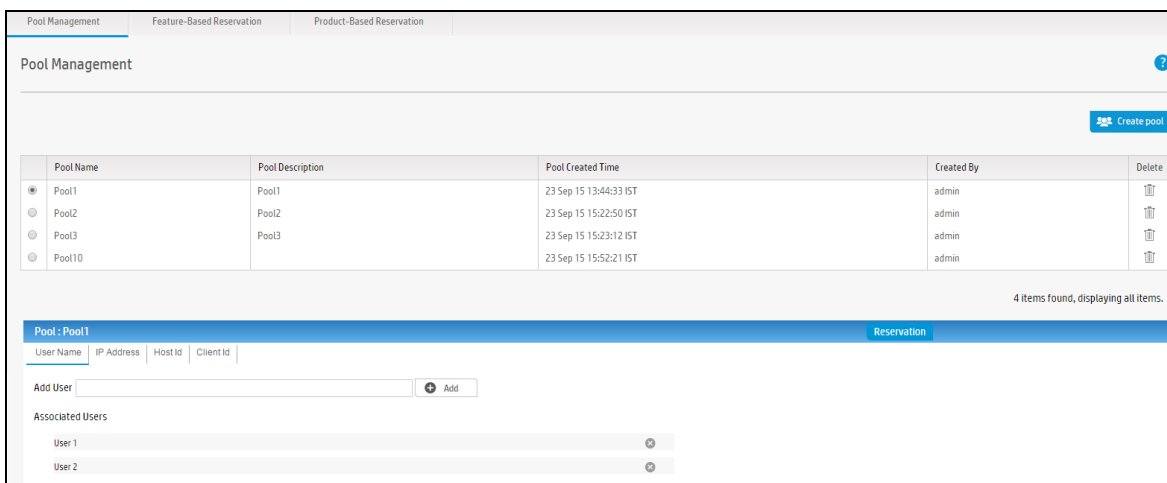 Pool Management Feature-Based Reservation Product-Based Reservation
Pool Management ?
Create pool
Pool Name Pool Description Pool Created Time Created By Delete
Pool1 Pool1 23 Sep 15 13:44:33 IST admin
Pool2 Pool2 23 Sep 15 15:22:50 IST admin
Pool3 Pool3 23 Sep 15 15:23:12 IST admin
Pool10 23 Sep 15 15:52:21 IST admin
4 items found, displaying all items.
Pool : Pool1 Reservation
User Name IP Address Host Id Client Id
Add User Add
Associated Users
User 1
User 2